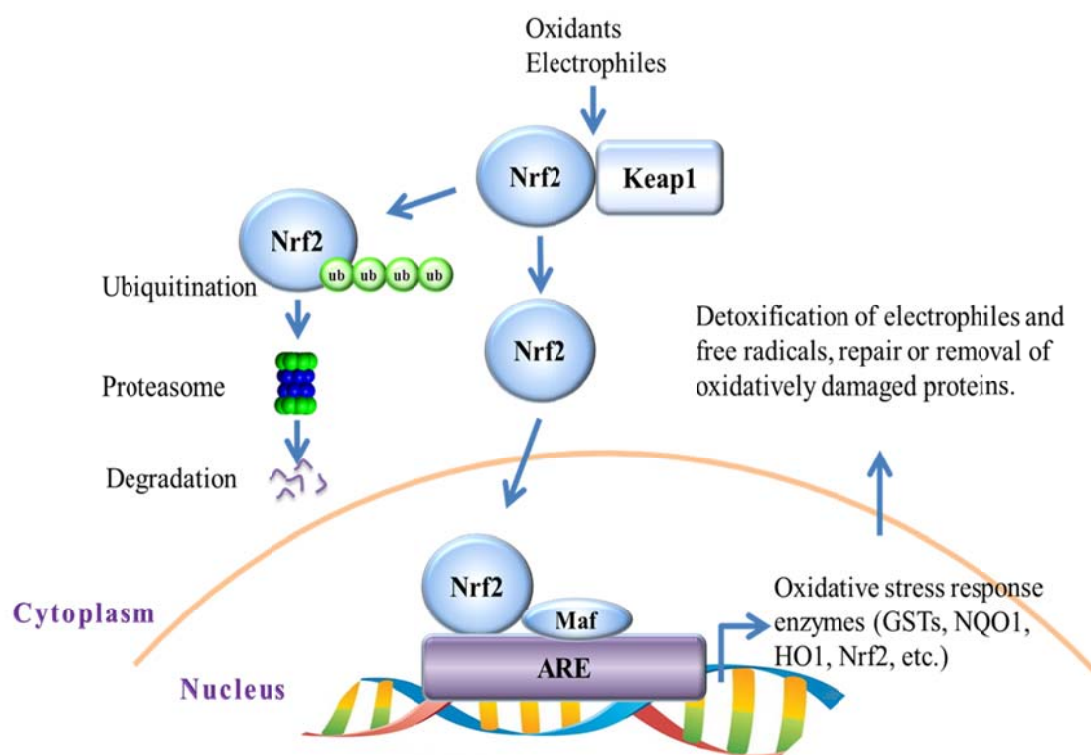 Oxidants
Electrophiles
Nrf2
Keap1
Nrf2
ub ub ub ub
Ubiquitination
Nrf2
Proteasome
Degradation
Detoxification of electrophiles and
free radicals, repair or removal of
oxidatively damaged proteins.
Nrf2
Maf
ARE
Oxidative stress response
enzymes (GSTs, NQO1,
HO1, Nrf2, etc.)
Cytoplasm
Nucleus